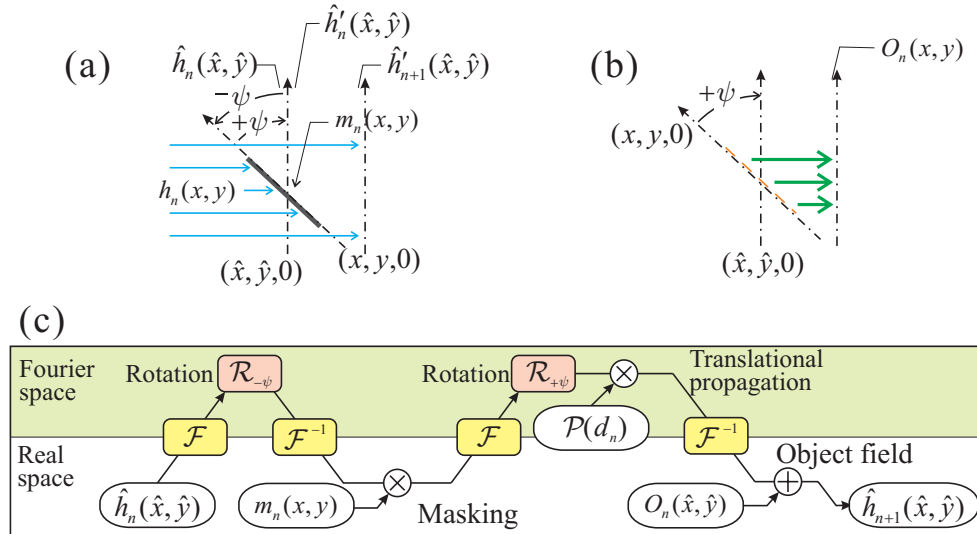 (a)
ĥₙ(x̂, ŷ)
ĥ′ₙ(x̂, ŷ)
ĥ′ₙ₊₁(x̂, ŷ)
−ψ
+ψ
mₙ(x, y)
hₙ(x, y)
(x̂, ŷ,0)
(x, y,0)
(b)
Oₙ(x, y)
+ψ
(x, y,0)
(x̂, ŷ,0)
(c)
Fourier
space
Rotation
ℛ₋ψ
Rotation
ℛ₊ψ
⊗
Translational
propagation
𝒫(dₙ)
ℱ
ℱ⁻¹
ℱ
ℱ⁻¹
Real
space
ĥₙ(x̂, ŷ)
mₙ(x, y)
⊗
Masking
Object field
Oₙ(x̂, ŷ)
⊕
ĥₙ₊₁(x̂, ŷ)